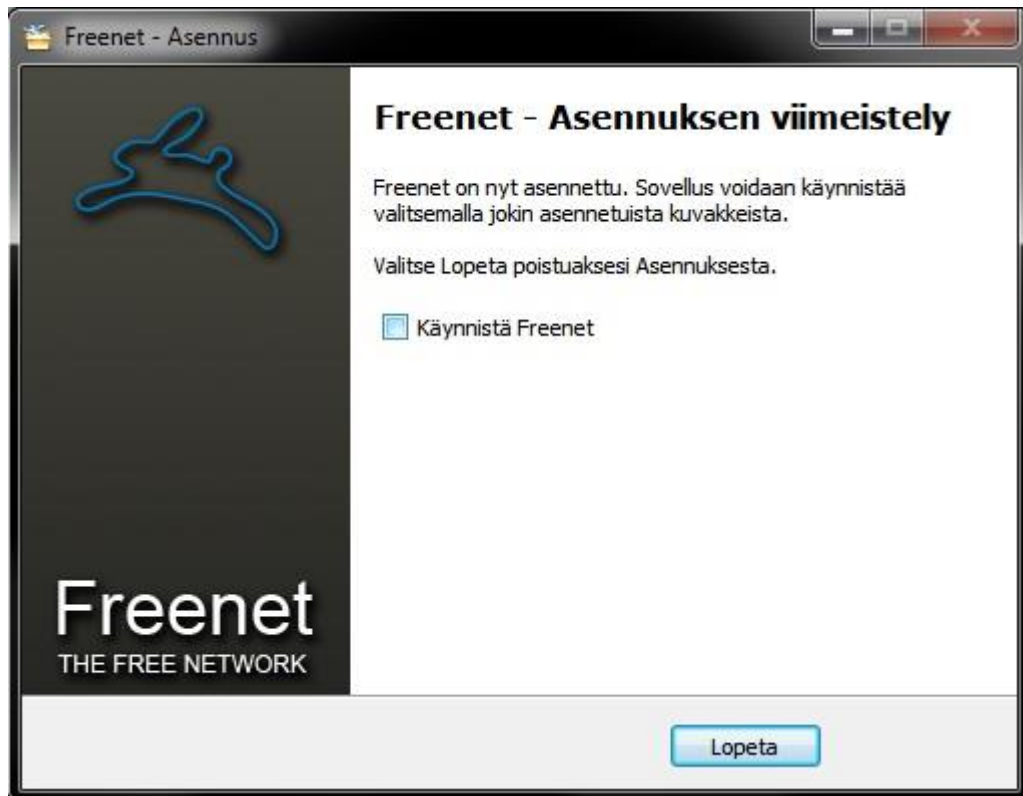 Freenet - Asennus
Freenet - Asennuksen viimeistely
Freenet on nyt asennettu. Sovellus voidaan käynnistää
valitsemalla jokin asennetuista kuvakkeista.
Valitse Lopeta poistuaksesi Asennuksesta.
Käynnistä Freenet
Freenet
THE FREE NETWORK
Lopeta